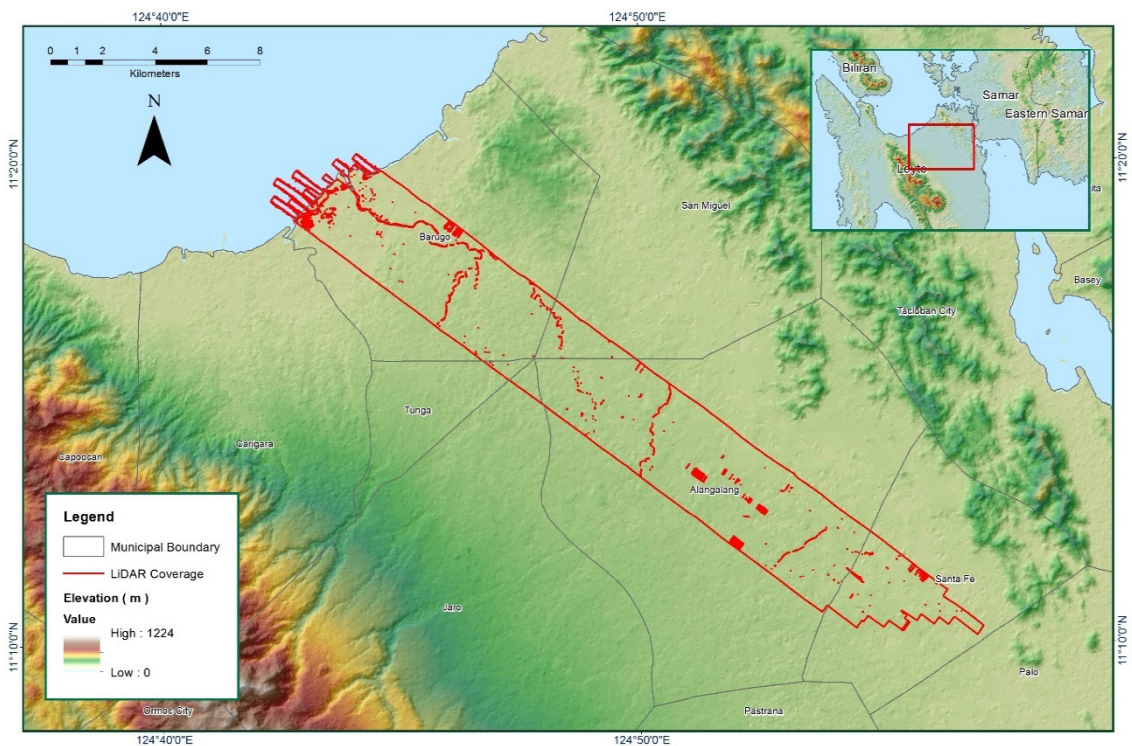 124°40'0"E
124°50'0"E
0 1 2 4 6 8
Kilometers
N
11°20'0"N
11°20'0"N
Biliran
Samar
Eastern Samar
Leyte
San Miguel
Barugo
Basey
Tacloban City
Tunga
Carigara
Capoocan
Alangalang
Santa Fe
Jaro
Palo
Ormoc City
Pastrana
Legend
Municipal Boundary
LiDAR Coverage
Elevation ( m )
Value
High : 1224
Low : 0
11°10'0"N
11°10'0"N
124°40'0"E
124°50'0"E